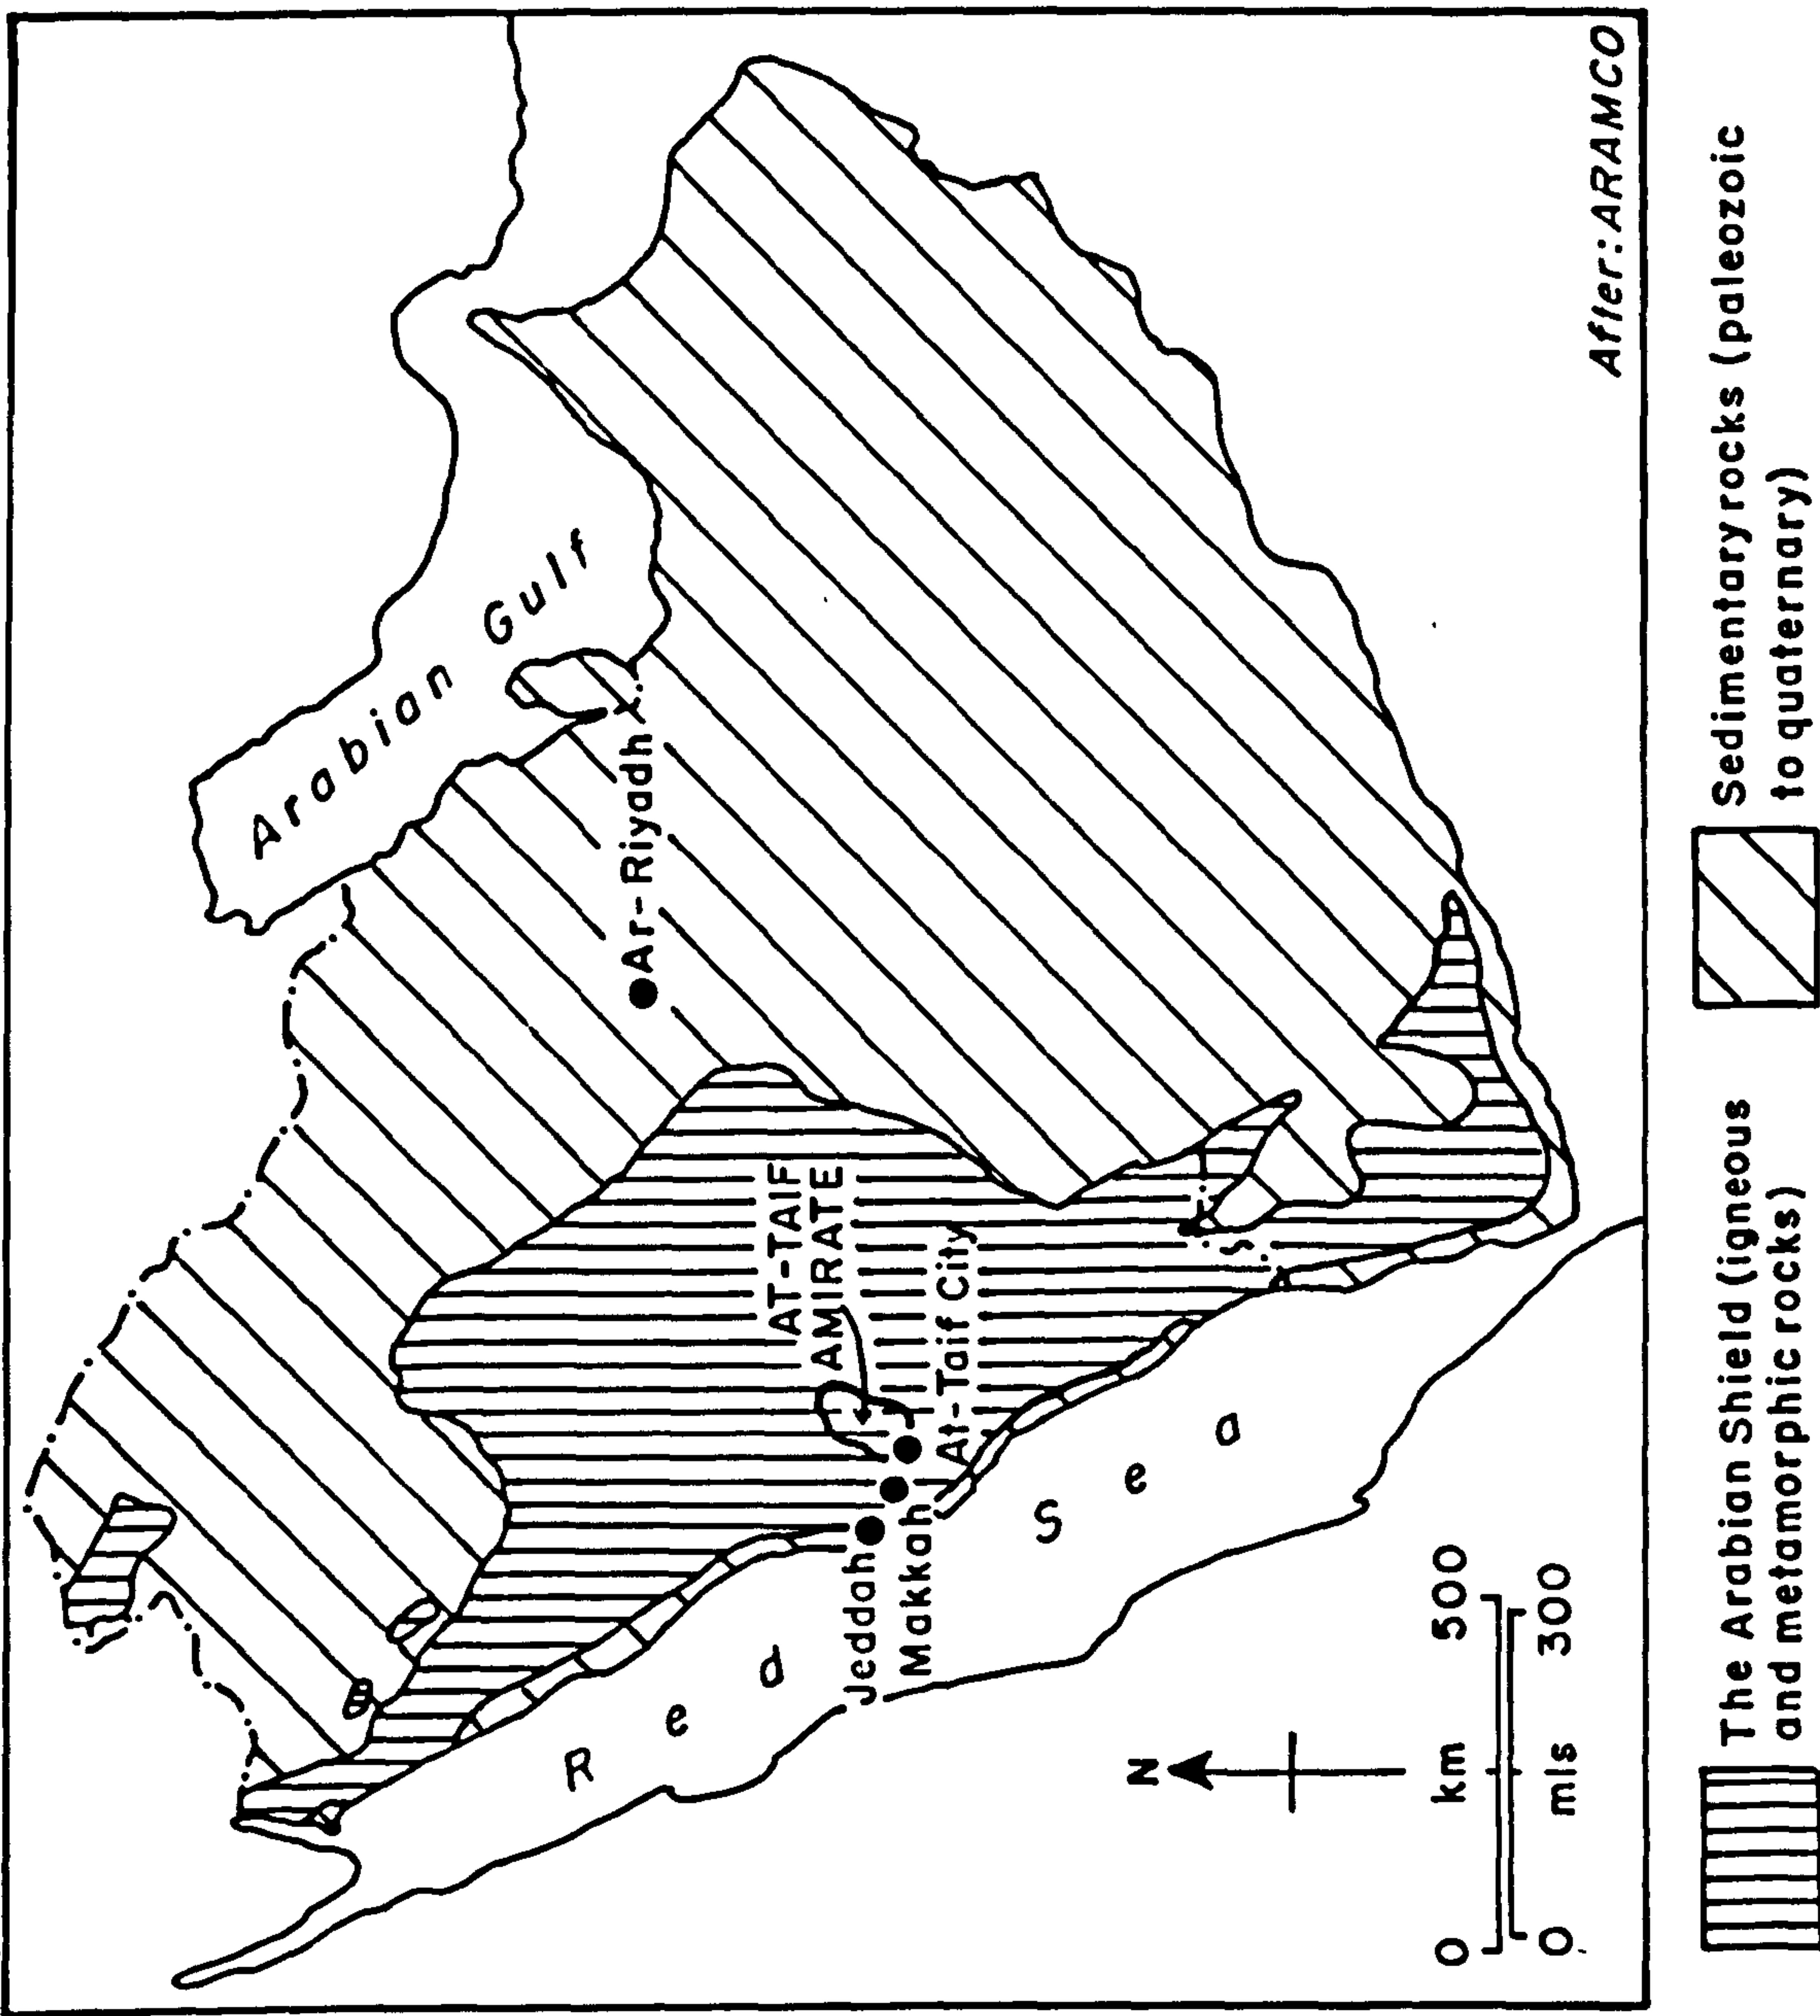 Arabian Gulf
Ar-Riyadh
AT-TAIF
AMIRATE
At-Taif City
Jeddah
Makkah
Red Sea
N
0 km 500
0 mls 300
After: ARAMCO
The Arabian Shield (igneous
and metamorphic rocks)
Sedimentary rocks (paleozoic
to quaternary)